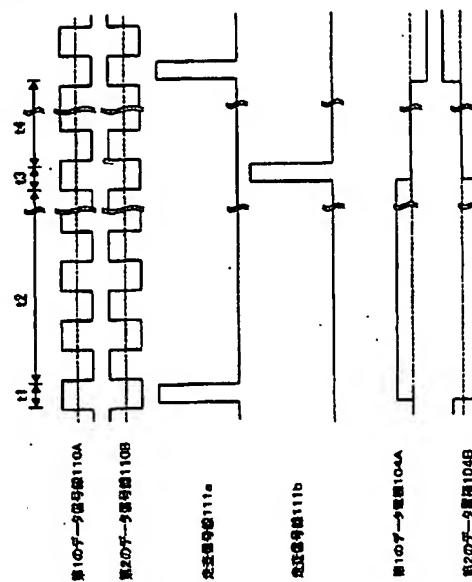 t1
t2
t3
t4
第1のデータ信号線110A
第2のデータ信号線110B
走査信号線111a
走査信号線111b
第1のデータ電極104A
第2のデータ電極104B